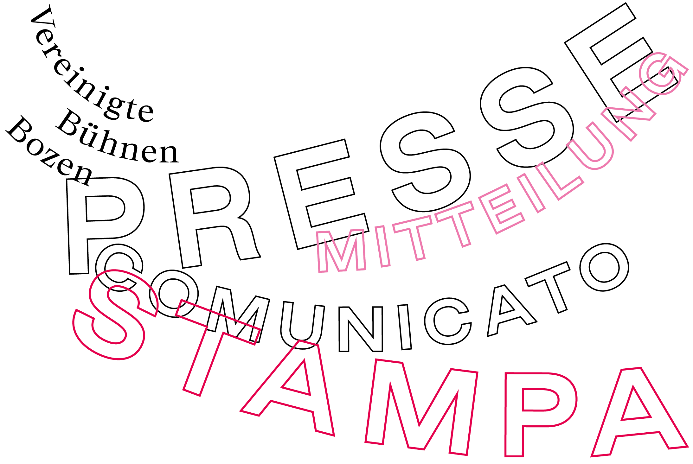 Vereinigte
Bühnen
Bozen
PRESSE
MITTEILUNG
COMUNICATO
STAMPA